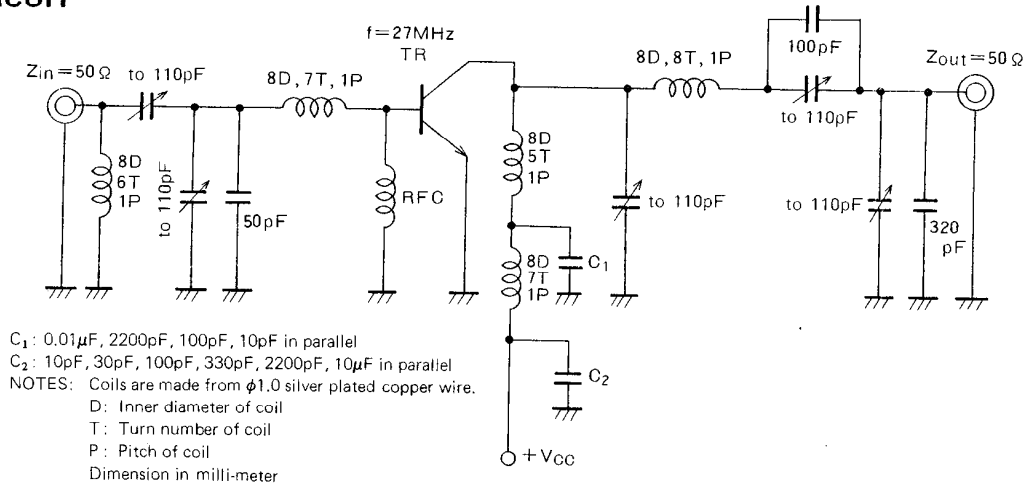 f=27MHz
TR
100pF
Zin=50Ω
to 110pF
8D, 7T, 1P
8D, 8T, 1P
Zout=50Ω
to 110pF
8D
6T
1P
to 110pF
50pF
RFC
8D
5T
1P
to 110pF
to 110pF
320
pF
8D
7T
1P
C₁
C₂
+Vcc
C₁: 0.01μF, 2200pF, 100pF, 10pF in parallel
C₂: 10pF, 30pF, 100pF, 330pF, 2200pF, 10μF in parallel
NOTES: Coils are made from ϕ1.0 silver plated copper wire.
D: Inner diameter of coil
T: Turn number of coil
P: Pitch of coil
Dimension in milli-meter